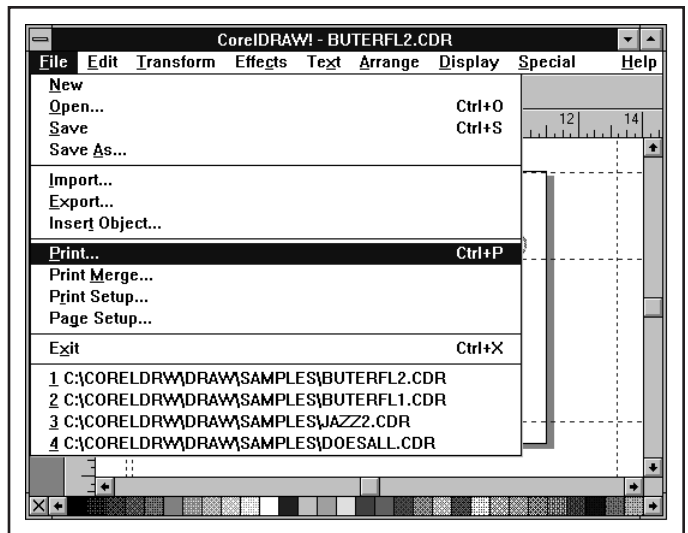 CorelDRAW! - BUTERFL2.CDR
File Edit Transform Effects Text Arrange Display Special Help
New
Open... Ctrl+O
Save Ctrl+S
Save As...
12 14
Import...
Export...
Insert Object...
Print... Ctrl+P
Print Merge...
Print Setup...
Page Setup...
Exit Ctrl+X
1 C:\CORELDRW\DRAW\SAMPLES\BUTERFL2.CDR
2 C:\CORELDRW\DRAW\SAMPLES\BUTERFL1.CDR
3 C:\CORELDRW\DRAW\SAMPLES\JAZZ2.CDR
4 C:\CORELDRW\DRAW\SAMPLES\DOESALL.CDR